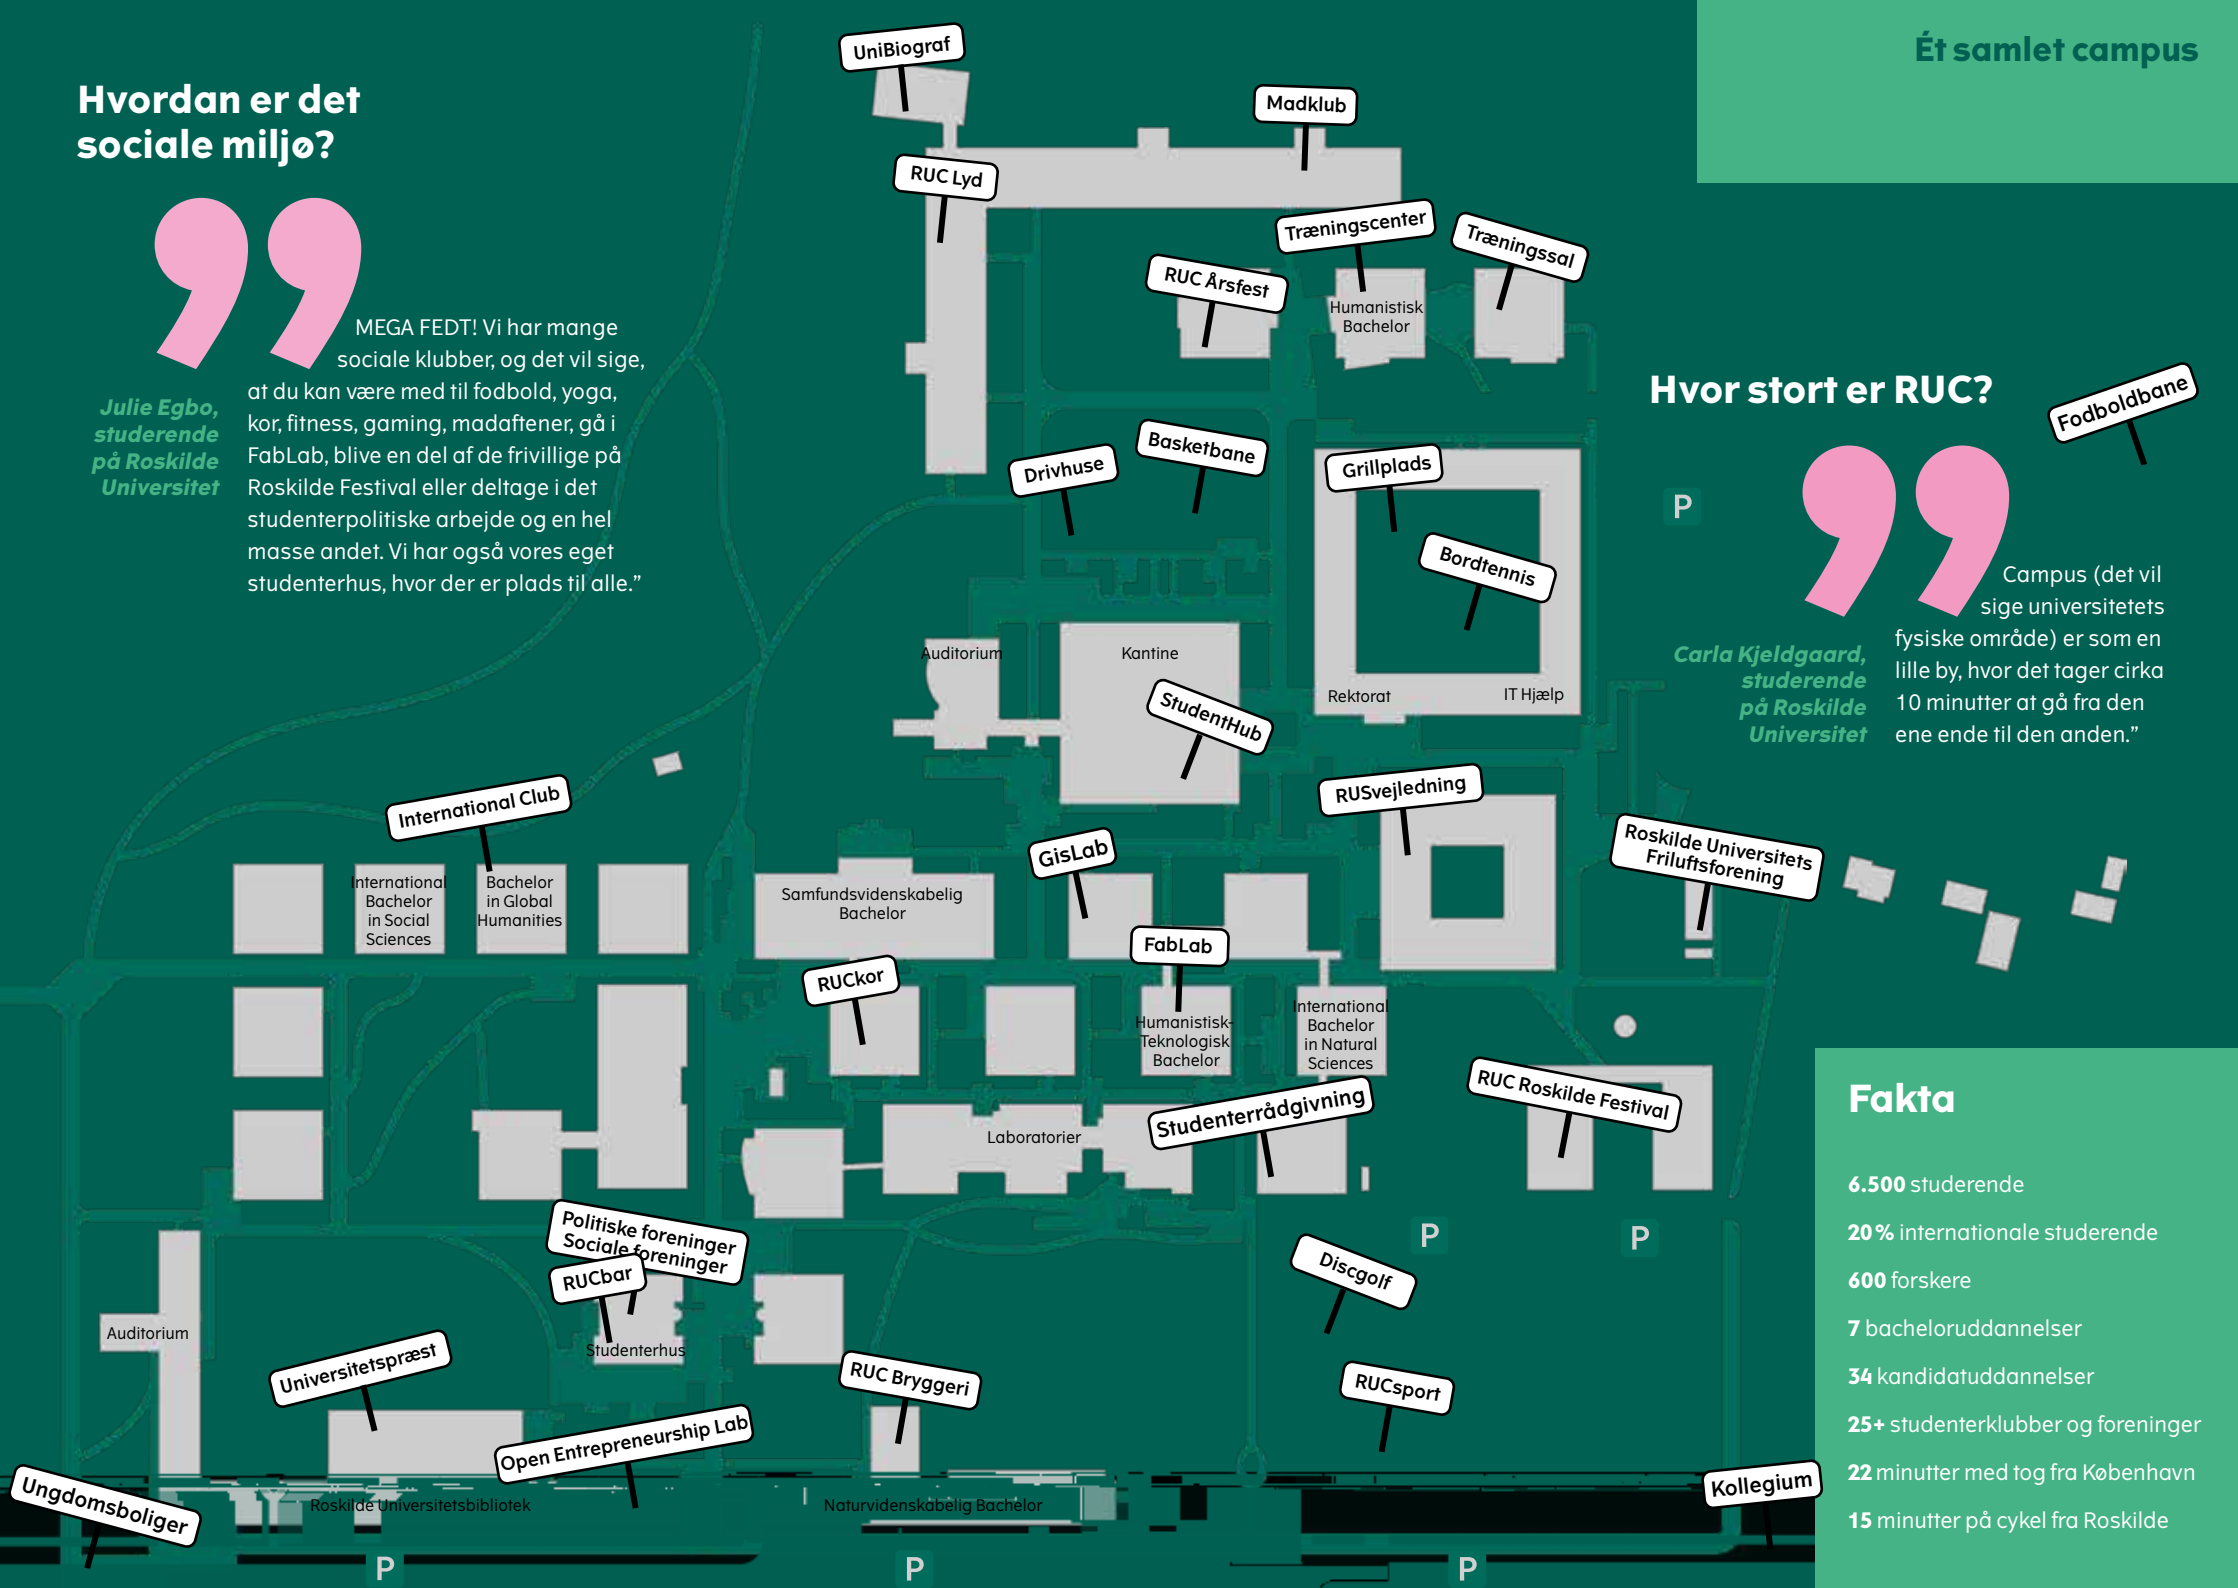 Ét samlet campus
Hvordan er det
sociale miljø?
MEGA FEDT! Vi har mange
sociale klubber, og det vil sige,
at du kan være med til fodbold, yoga,
kor, fitness, gaming, madaftener, gå i
FabLab, blive en del af de frivillige på
Roskilde Festival eller deltage i det
studenterpolitiske arbejde og en hel
masse andet. Vi har også vores eget
studenterhus, hvor der er plads til alle.”
Julie Egbo,
studerende
på Roskilde
Universitet
UniBiograf
Madklub
RUC Lyd
Træningscenter
Træningssal
RUC Årsfest
Humanistisk
Bachelor
Hvor stort er RUC?
Fodboldbane
Campus (det vil
sige universitetets
fysiske område) er som en
lille by, hvor det tager cirka
10 minutter at gå fra den
ene ende til den anden.”
Carla Kjeldgaard,
studerende
på Roskilde
Universitet
Basketbane
Drivhuse
Grillplads
P
Bordtennis
Auditorium
Kantine
StudentHub
Rektorat
IT Hjælp
International Club
RUSvejledning
Roskilde Universitets
Friluftsforening
GisLab
International
Bachelor
in Social
Sciences
Bachelor
in Global
Humanities
Samfundsvidenskabelig
Bachelor
FabLab
RUCkor
Humanistisk-
Teknologisk
Bachelor
International
Bachelor
in Natural
Sciences
RUC Roskilde Festival
Studenterrådgivning
Laboratorier
Politiske foreninger
Sociale foreninger
RUCbar
Studenterhus
P
P
Discgolf
Auditorium
Universitetspræst
RUC Bryggeri
RUCsport
Open Entrepreneurship Lab
Ungdomsboliger
Roskilde Universitetsbibliotek
Naturvidenskabelig Bachelor
Kollegium
P
P
P
Fakta
6.500 studerende
20% internationale studerende
600 forskere
7 bacheloruddannelser
34 kandidatuddannelser
25+ studenterklubber og foreninger
22 minutter med tog fra København
15 minutter på cykel fra Roskilde